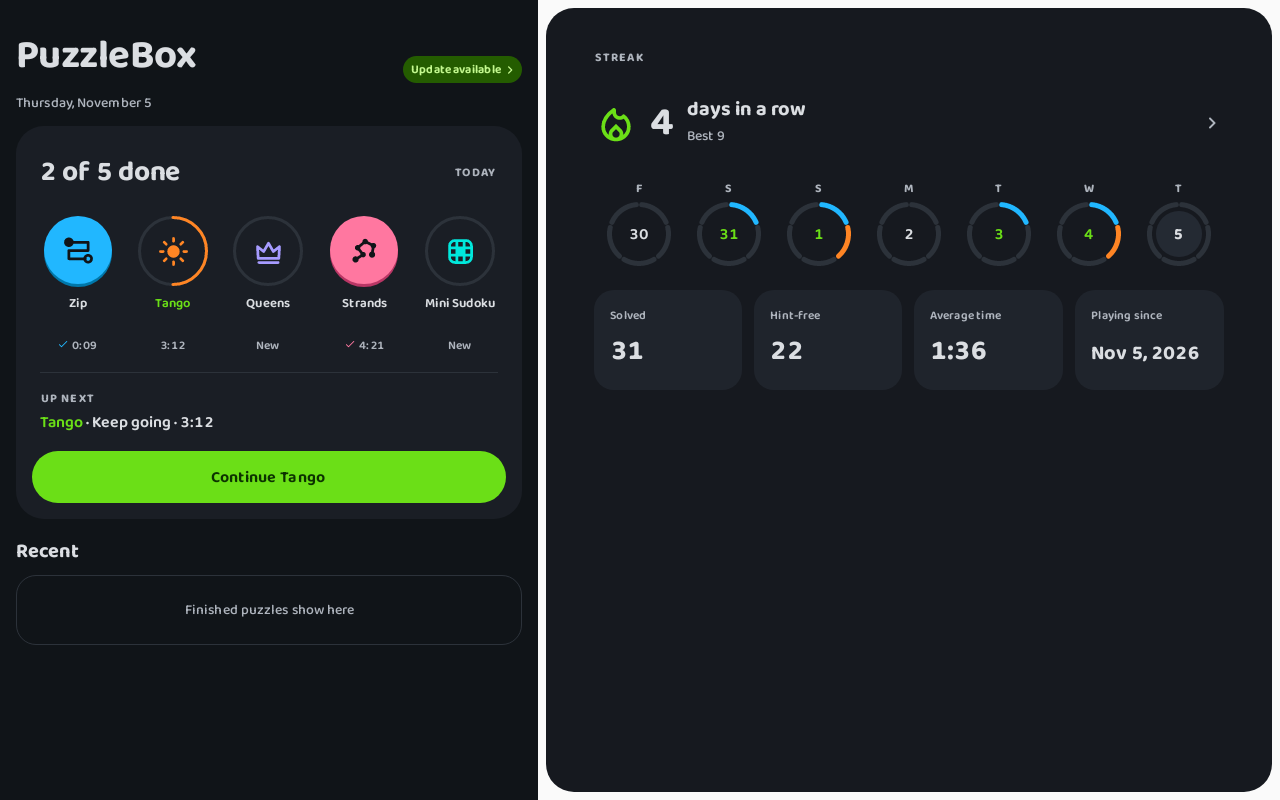 PuzzleBox
Update available
Thursday, November 5
2 of 5 done
TODAY
Zip
Tango
Queens
Strands
Mini Sudoku
0:09
3:12
New
4:21
New
UP NEXT
Tango · Keep going · 3:12
Continue Tango
Recent
Finished puzzles show here
STREAK
4
days in a row
Best 9
F S S M T W T
30 31 1 2 3 4 5
Solved
31
Hint-free
22
Average time
1:36
Playing since
Nov 5, 2026